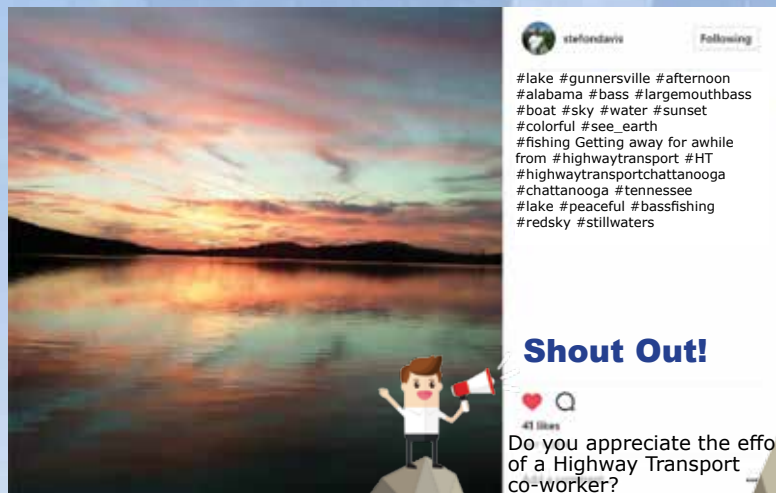 stefondavis
Following
#lake #gunnersville #afternoon
#alabama #bass #largemouthbass
#boat #sky #water #sunset
#colorful #see_earth
#fishing Getting away for awhile
from #highwaytransport #HT
#highwaytransportchattanooga
#chattanooga #tennessee
#lake #peaceful #bassfishing
#redsky #stillwaters
Shout Out!
41 likes
Do you appreciate the effo
of a Highway Transport
co-worker?